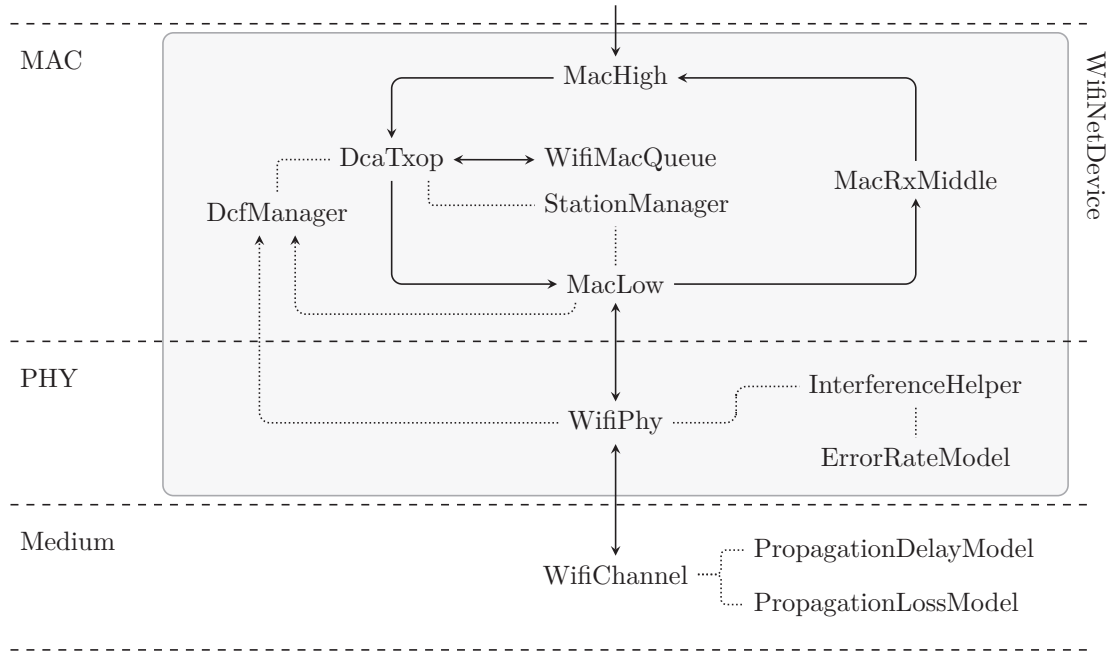 MAC
MacHigh
WifiNetDevice
DcaTxop
WifiMacQueue
MacRxMiddle
StationManager
DcfManager
MacLow
PHY
InterferenceHelper
WifiPhy
ErrorRateModel
Medium
PropagationDelayModel
WifiChannel
PropagationLossModel